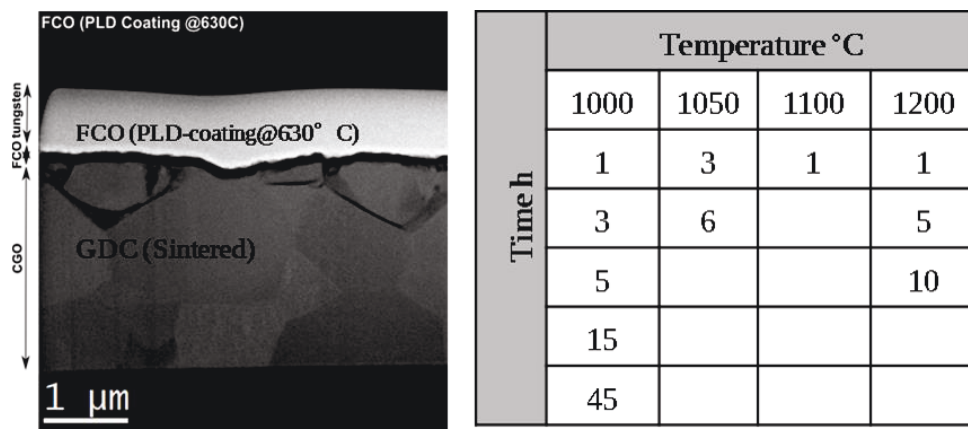 FCO (PLD Coating @630C)
FCO tungsten
FCO (PLD-coating@630° C)
CGO
GDC (Sintered)
1 μm
Temperature °C
Time h
1000 1050 1100 1200
1 3 1 1
3 6 5
5 10
15
45